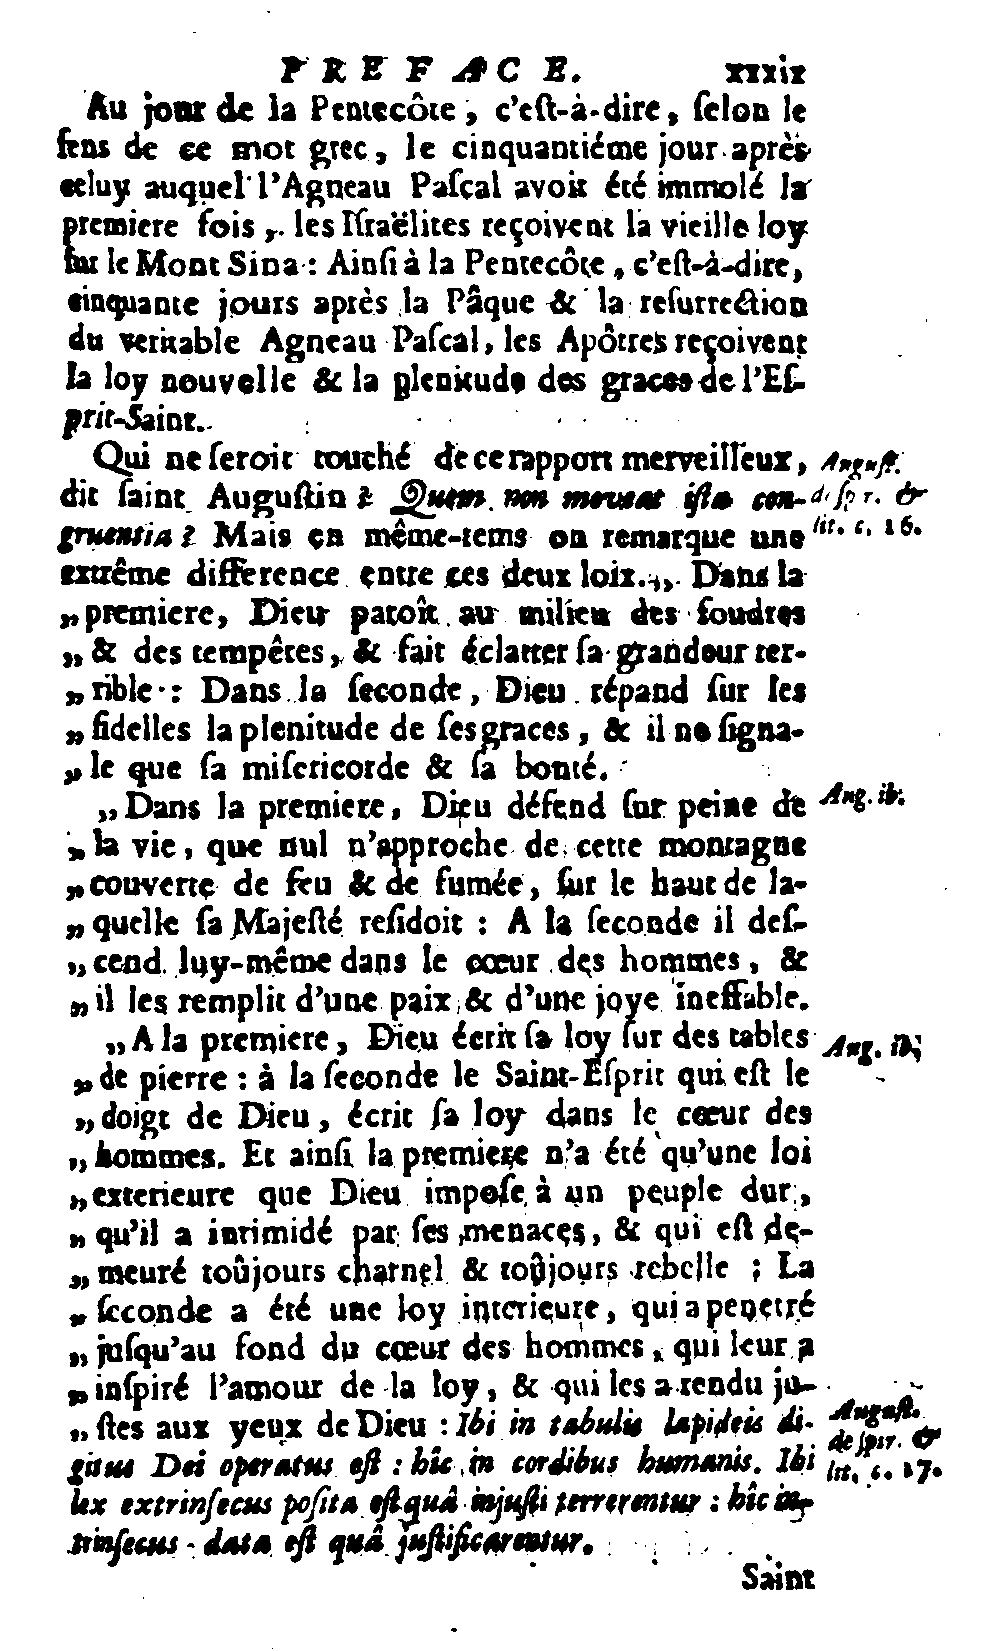 PREFACE. xxxix
Au jour de la Pentecôte, c'eſt-à-dire, ſelon le
ſens de ce mot grec, le cinquantiéme jour après
celuy auquel l'Agneau Paſcal avoit été immolé la
premiere fois, les Iſraëlites reçoivent la vieille loy
ſur le Mont Sina : Ainſi à la Pentecôte, c'eſt-à-dire,
cinquante jours après la Pâque & la reſurrection
du veritable Agneau Paſcal, les Apôtres reçoivent
la loy nouvelle & la plenitude des graces de l'Eſ-
prit-Saint.
Qui ne ſeroit touché de ce rapport merveilleux,
Auguſt.
dit ſaint Auguſtin ? Quem non moveat iſta con-
de ſpir. &
gruentia ? Mais en même-tems on remarque une
lit. c. 16.
extrême difference entre ces deux loix. ,, Dans la
,, premiere, Dieu paroît au milieu des foudres
,, & des tempêtes, & fait éclatter ſa grandeur ter-
,, rible : Dans la ſeconde, Dieu répand ſur les
,, fidelles la plenitude de ſes graces, & il ne ſigna-
,, le que ſa miſericorde & ſa bonté.
,, Dans la premiere, Dieu défend ſur peine de
Aug. ib.
,, la vie, que nul n'approche de cette montagne
,, couverte de feu & de fumée, ſur le haut de la-
,, quelle ſa Majeſté reſidoit : A la ſeconde il deſ-
,, cend luy-même dans le cœur des hommes, &
,, il les remplit d'une paix & d'une joye ineffable.
,, A la premiere, Dieu écrit ſa loy ſur des tables
Aug. ib.
,, de pierre : à la ſeconde le Saint-Eſprit qui eſt le
,, doigt de Dieu, écrit ſa loy dans le cœur des
,, hommes. Et ainſi la premiere n'a été qu'une loi
,, exterieure que Dieu impoſe à un peuple dur,
,, qu'il a intimidé par ſes menaces, & qui eſt de-
,, meuré toûjours charnel & toûjours rebelle ; La
,, ſeconde a été une loy interieure, qui a penetré
,, juſqu'au fond du cœur des hommes, qui leur a
,, inſpiré l'amour de la loy, & qui les a rendu ju-
,, ſtes aux yeux de Dieu : Ibi in tabulis lapideis di-
Auguſt.
gitus Dei operatus eſt : hîc in cordibus humanis. Ibi
de ſpir. &
lex extrinſecus poſita eſt quâ injuſti terrerentur : hîc in-
lit. c. 17.
trinſecus data eſt quâ juſtificarentur.
Saint